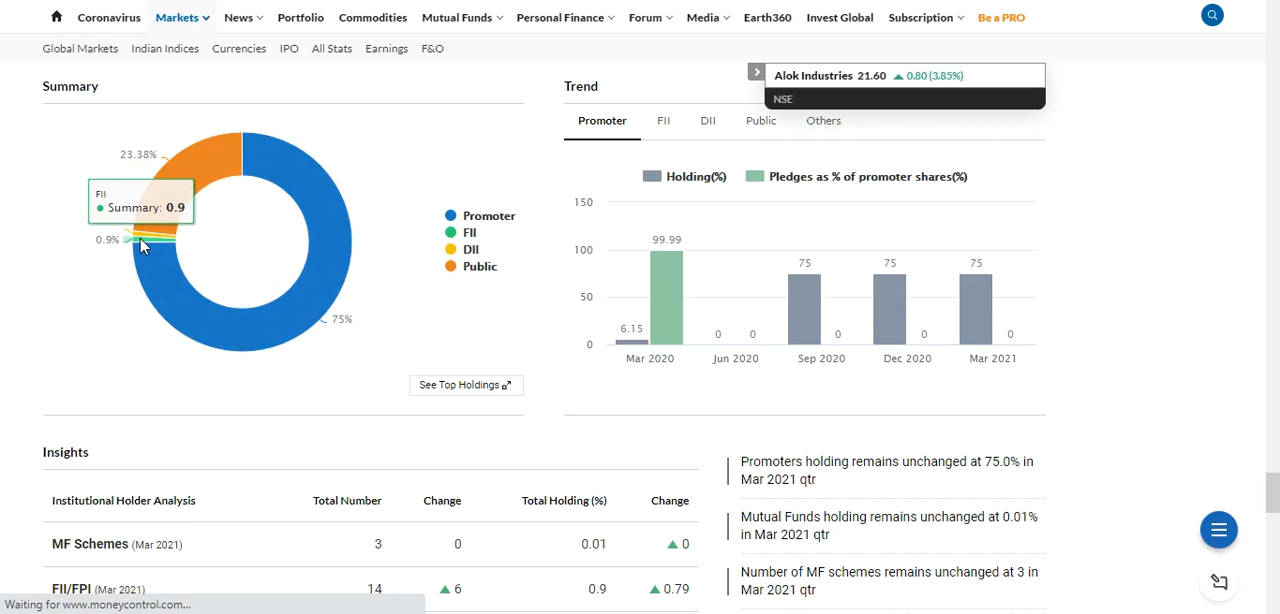 Coronavirus Markets News Portfolio Commodities Mutual Funds Personal Finance Forum Media Earth360 Invest Global Subscription Be a PRO
Global Markets Indian Indices Currencies IPO All Stats Earnings F&O
Alok Industries 21.60 0.80 (3.85%)
NSE
Summary
23.38%
FII
Summary: 0.9
0.9%
75%
Promoter
FII
DII
Public
See Top Holdings
Trend
Promoter FII DII Public Others
Holding(%) Pledges as % of promoter shares(%)
150
100
50
0
99.99
6.15
0 0
75 0
75 0
75 0
Mar 2020 Jun 2020 Sep 2020 Dec 2020 Mar 2021
Insights
Institutional Holder Analysis Total Number Change Total Holding (%) Change
MF Schemes (Mar 2021) 3 0 0.01 0
FII/FPI (Mar 2021) 14 6 0.9 0.79
Promoters holding remains unchanged at 75.0% in
Mar 2021 qtr
Mutual Funds holding remains unchanged at 0.01%
in Mar 2021 qtr
Number of MF schemes remains unchanged at 3 in
Mar 2021 qtr
Waiting for www.moneycontrol.com...